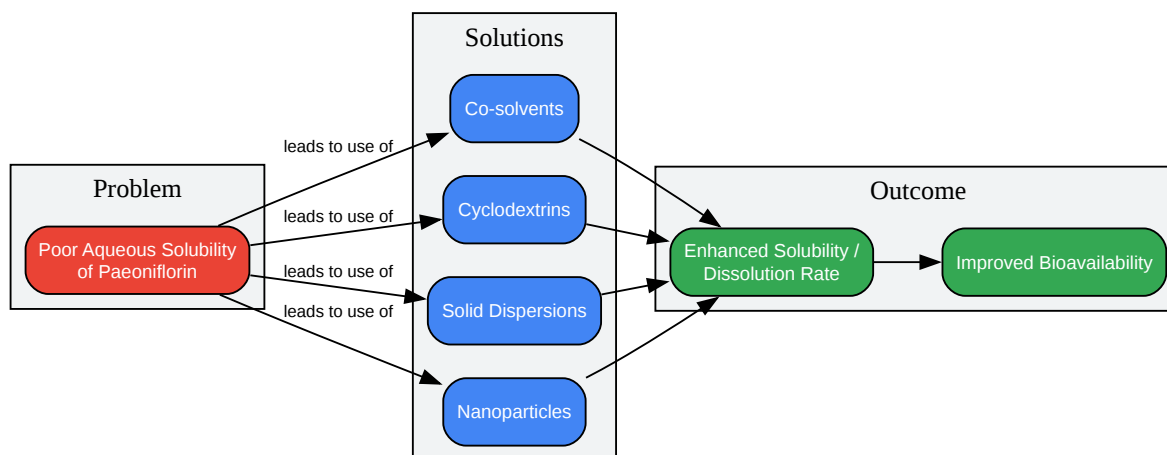 Problem
Poor Aqueous Solubility
of Paeoniflorin
leads to use of
leads to use of
leads to use of
leads to use of
Solutions
Co-solvents
Cyclodextrins
Solid Dispersions
Nanoparticles
Outcome
Enhanced Solubility /
Dissolution Rate
Improved Bioavailability